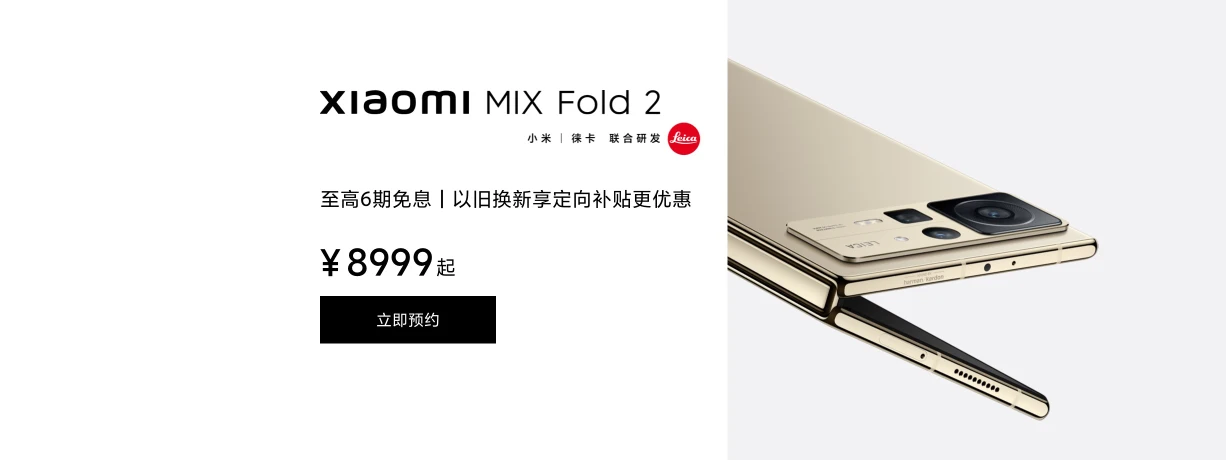 xiaomi MIX Fold 2
小米 | 徕卡 联合研发 Leica
至高6期免息 | 以旧换新享定向补贴更优惠
¥8999起
立即预约
LEICA
harman kardon